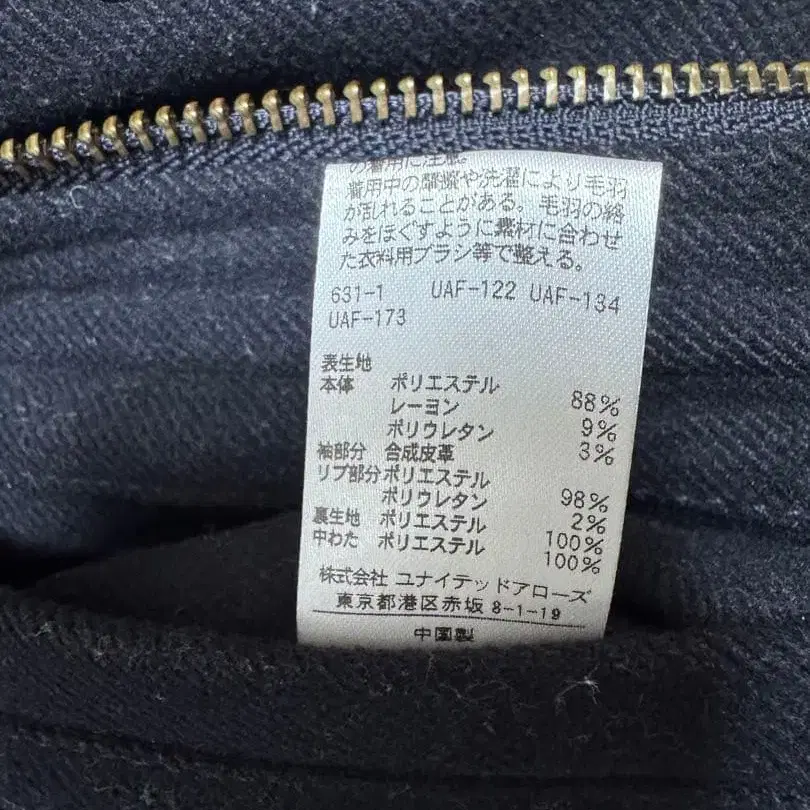 の着用に注意。
着用中の摩擦や洗濯により毛羽
が乱れることがある。毛羽の絡
みをほぐすように素材に合わせ
た衣料用ブラシ等で整える。
631-1 UAF-122 UAF-134
UAF-173
表生地
本体 ポリエステル 88%
レーヨン 9%
ポリウレタン 3%
袖部分 合成皮革
リブ部分ポリエステル 98%
ポリウレタン 2%
裏生地 ポリエステル 100%
中わた ポリエステル 100%
株式会社 ユナイテッドアローズ
東京都港区赤坂 8-1-19
中国製